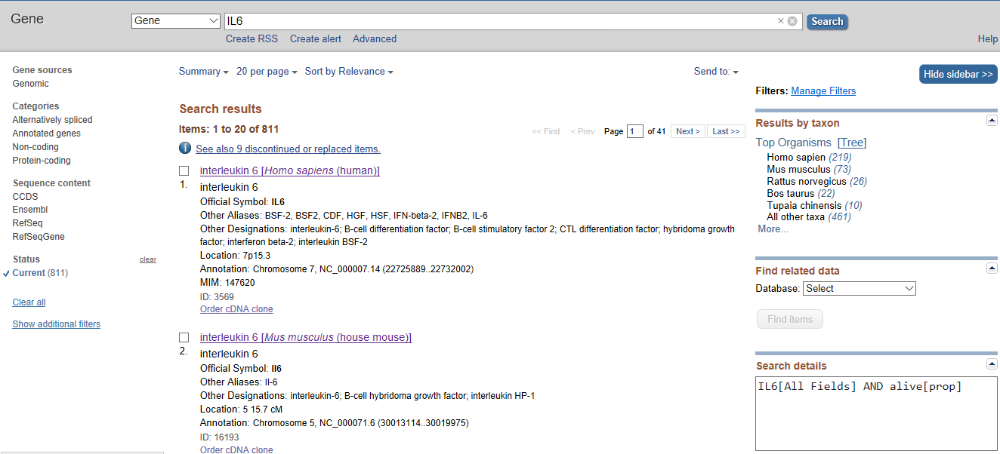 Gene
Gene
IL6
Search
Create RSS Create alert Advanced
Help
Gene sources
Genomic
Categories
Alternatively spliced
Annotated genes
Non-coding
Protein-coding
Sequence content
CCDS
Ensembl
RefSeq
RefSeqGene
Status clear
Current (811)
Clear all
Show additional filters
Summary 20 per page Sort by Relevance Send to:
Search results
Items: 1 to 20 of 811
<< First < Prev Page 1 of 41 Next > Last >>
See also 9 discontinued or replaced items.
interleukin 6 [Homo sapiens (human)]
1. interleukin 6
Official Symbol: IL6
Other Aliases: BSF-2, BSF2, CDF, HGF, HSF, IFN-beta-2, IFNB2, IL-6
Other Designations: interleukin-6; B-cell differentiation factor; B-cell stimulatory factor 2; CTL differentiation factor; hybridoma growth
factor; interferon beta-2; interleukin BSF-2
Location: 7p15.3
Annotation: Chromosome 7, NC_000007.14 (22725889..22732002)
MIM: 147620
ID: 3569
Order cDNA clone
interleukin 6 [Mus musculus (house mouse)]
2. interleukin 6
Official Symbol: Il6
Other Aliases: Il-6
Other Designations: interleukin-6; B-cell hybridoma growth factor; interleukin HP-1
Location: 5 15.7 cM
Annotation: Chromosome 5, NC_000071.6 (30013114..30019975)
ID: 16193
Order cDNA clone
Hide sidebar >>
Filters: Manage Filters
Results by taxon
Top Organisms [Tree]
Homo sapien (219)
Mus musculus (73)
Rattus norvegicus (26)
Bos taurus (22)
Tupaia chinensis (10)
All other taxa (461)
More...
Find related data
Database: Select
Find items
Search details
IL6[All Fields] AND alive[prop]